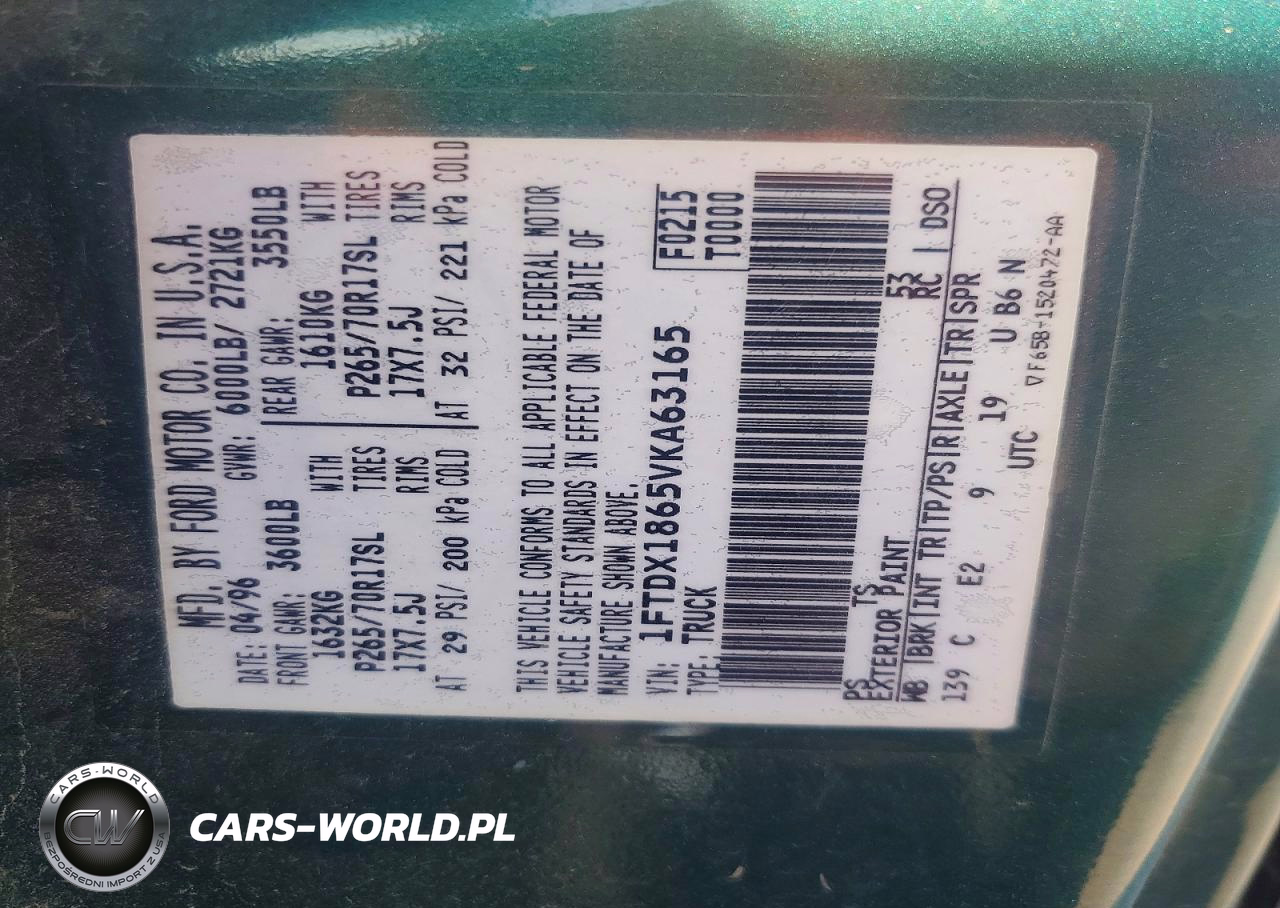 MFD. BY FORD MOTOR CO. IN U.S.A.
DATE: 04/96 GVWR: 6000LB/ 2721KG
FRONT GAWR: 3600LB REAR GAWR: 3550LB
1632KG WITH 1610KG WITH
P265/70R17SL TIRES P265/70R17SL TIRES
17X7.5J RIMS 17X7.5J RIMS
AT 29 PSI/ 200 kPa COLD AT 32 PSI/ 221 kPa COLD
THIS VEHICLE CONFORMS TO ALL APPLICABLE FEDERAL MOTOR
VEHICLE SAFETY STANDARDS IN EFFECT ON THE DATE OF
MANUFACTURE SHOWN ABOVE.
VIN: 1FTDX1865VKA63165 F0215
TYPE: TRUCK T0000
PS TS 53
EXTERIOR PAINT RC DSO
WB BRK INT TR TP/PS R AXLE TR SPR
139 C E2 9 19 U B6 N
UTC ▽F65B-1520472-AA
CARS-WORLD
CW
BEZPOŚREDNI IMPORT Z USA
CARS-WORLD.PL